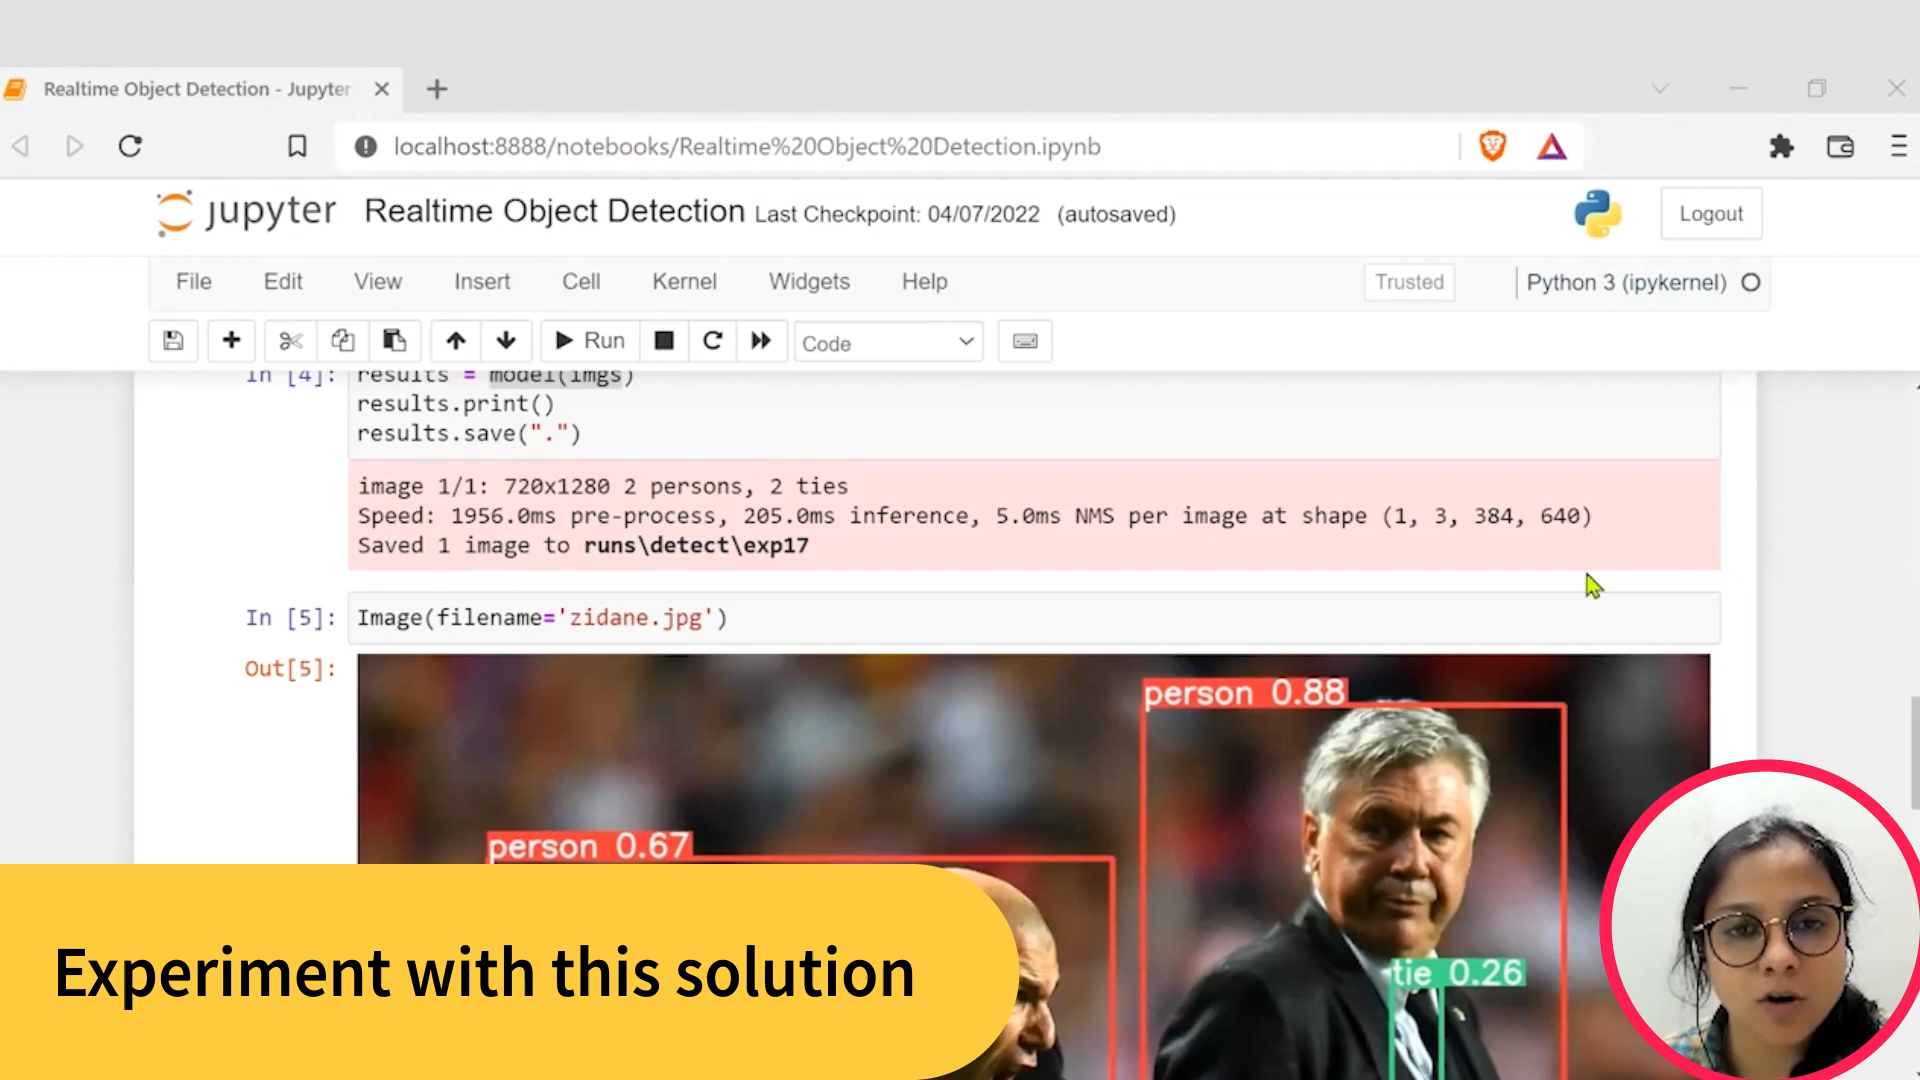 Realtime Object Detection - Jupyter
localhost:8888/notebooks/Realtime%20Object%20Detection.ipynb
jupyter Realtime Object Detection Last Checkpoint: 04/07/2022 (autosaved)
Logout
File Edit View Insert Cell Kernel Widgets Help
Trusted
Python 3 (ipykernel)
Run
Code
In [4]: results = model(imgs)
results.print()
results.save(".")
image 1/1: 720x1280 2 persons, 2 ties
Speed: 1956.0ms pre-process, 205.0ms inference, 5.0ms NMS per image at shape (1, 3, 384, 640)
Saved 1 image to runs\detect\exp17
In [5]: Image(filename='zidane.jpg')
Out[5]:
person 0.88
person 0.67
tie 0.26
Experiment with this solution